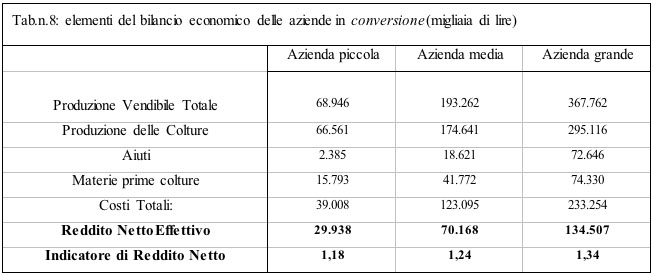 Tab.n.8: elementi del bilancio economico delle aziende in conversione (migliaia di lire)
Azienda piccola Azienda media Azienda grande
Produzione Vendibile Totale 68.946 193.262 367.762
Produzione delle Colture 66.561 174.641 295.116
Aiuti 2.385 18.621 72.646
Materie prime colture 15.793 41.772 74.330
Costi Totali: 39.008 123.095 233.254
Reddito Netto Effettivo 29.938 70.168 134.507
Indicatore di Reddito Netto 1,18 1,24 1,34